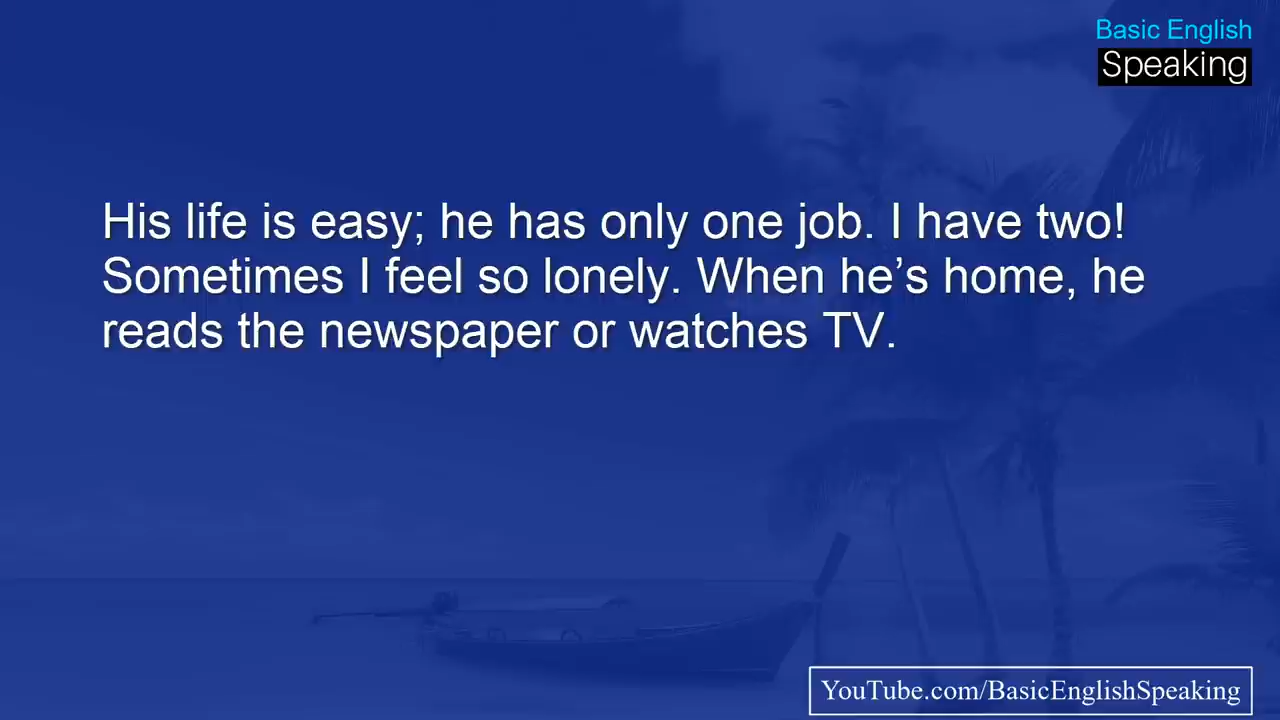 Basic English
Speaking
His life is easy; he has only one job. I have two!
Sometimes I feel so lonely. When he’s home, he
reads the newspaper or watches TV.
YouTube.com/BasicEnglishSpeaking